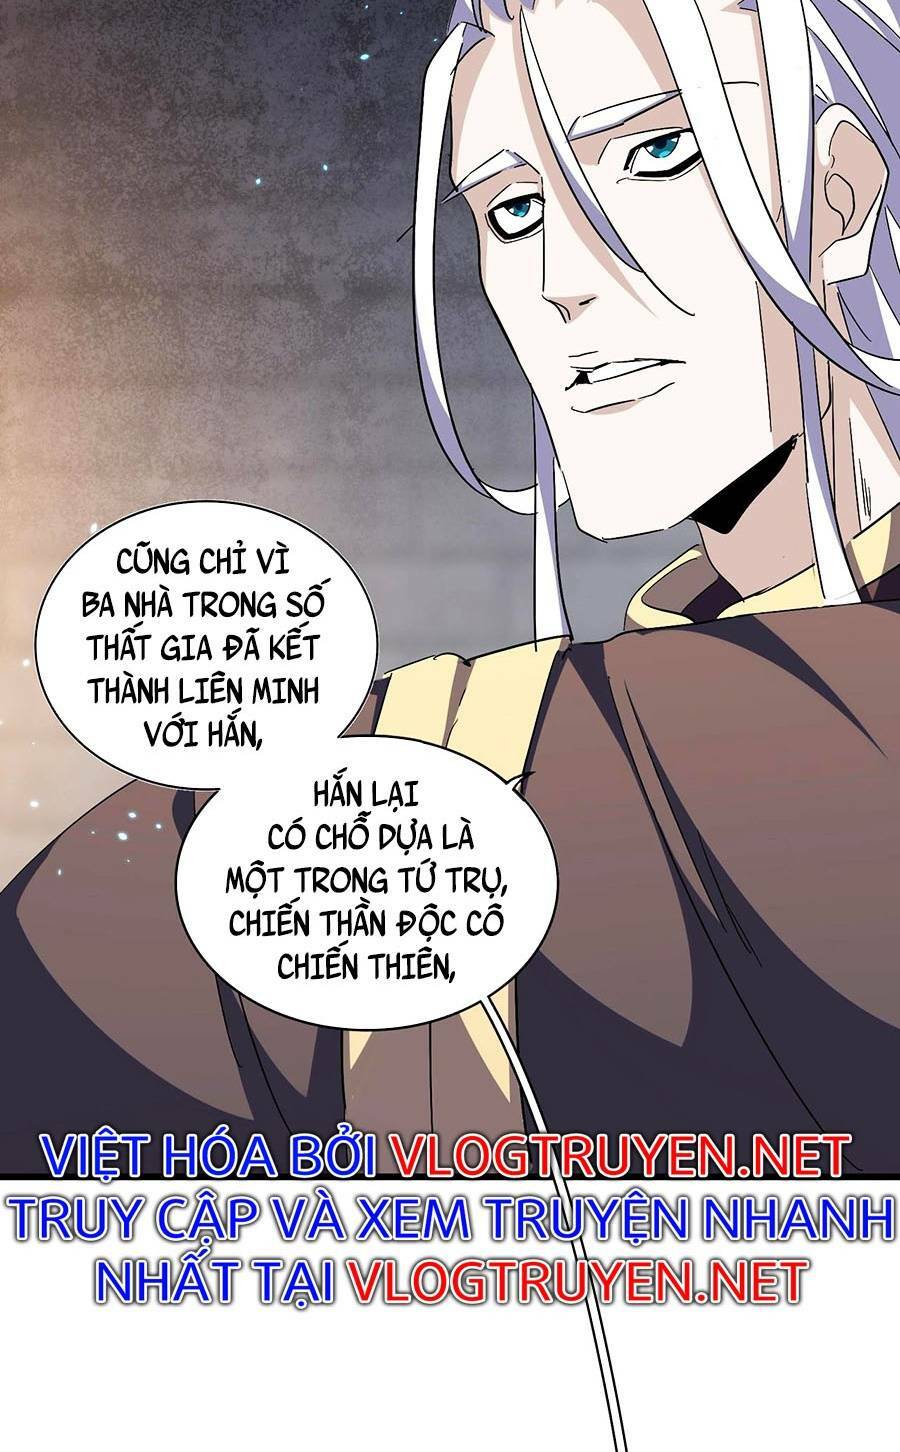 CŨNG CHỈ VÌ
BA NHÀ TRONG SỐ
THẤT GIA ĐÃ KẾT
THÀNH LIÊN MINH
VỚI HẮN,
HẮN LẠI
CÓ CHỖ DỰA LÀ
MỘT TRONG TỨ TRỤ,
CHIẾN THẦN ĐỘC CÔ
CHIẾN THIÊN,
VIỆT HÓA BỞI VLOGTRUYEN.NET
TRUY CẬP VÀ XEM TRUYỆN NHANH
NHẤT TẠI VLOGTRUYEN.NET